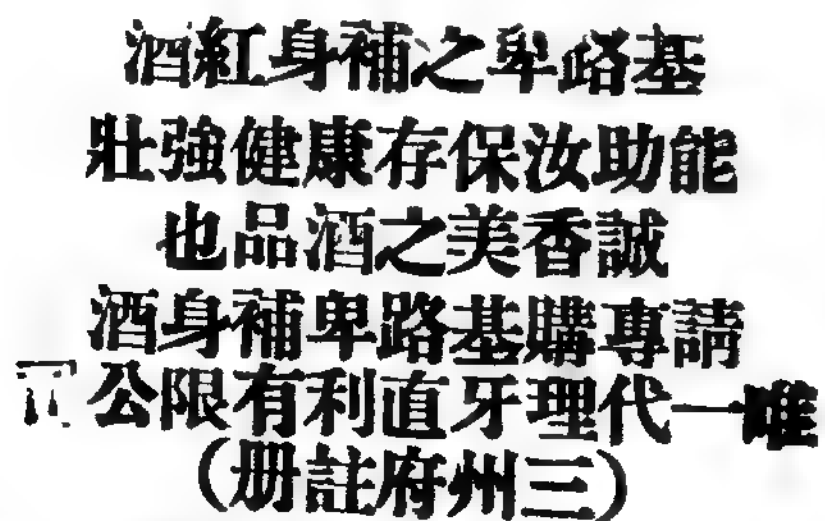 基路卑之補身紅酒
能助汝保存康健強壯
誠香美之酒品也
請專購基路卑補身酒
唯一代理牙直利有限公
(三州府註册)